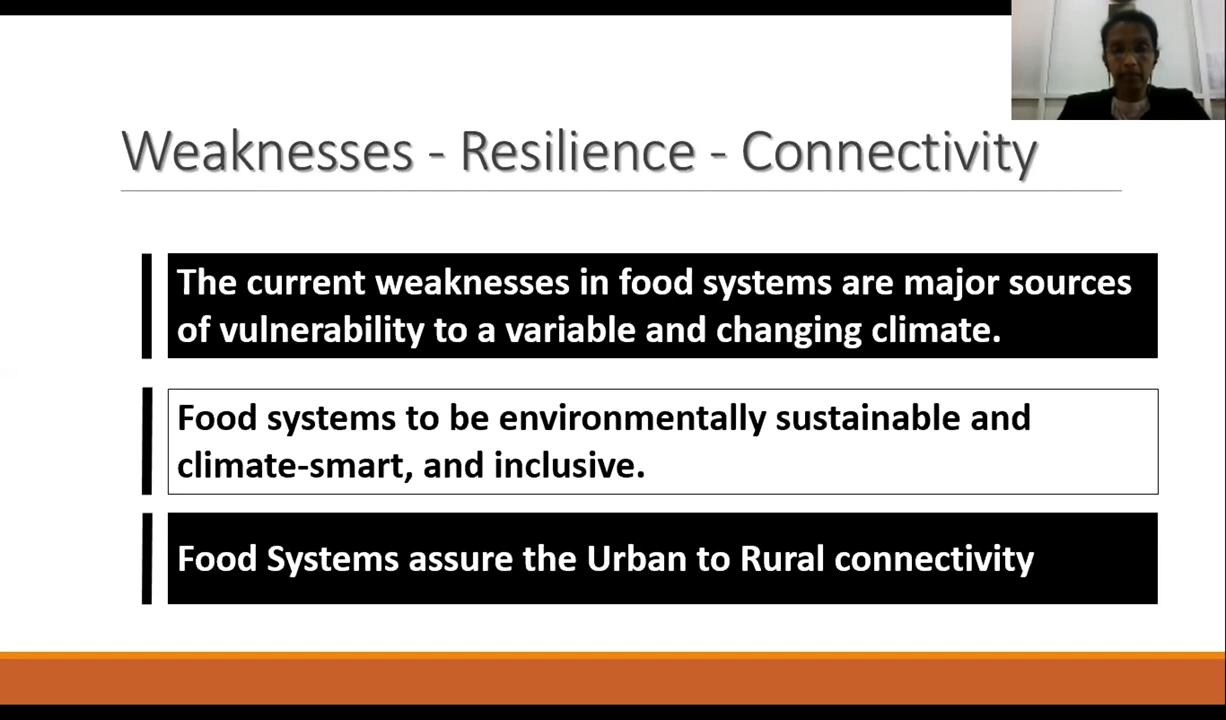 Weaknesses - Resilience - Connectivity
The current weaknesses in food systems are major sources
of vulnerability to a variable and changing climate.
Food systems to be environmentally sustainable and
climate-smart, and inclusive.
Food Systems assure the Urban to Rural connectivity